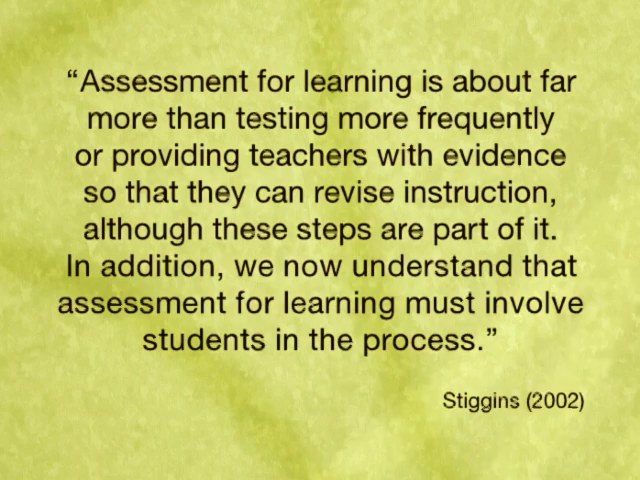 “Assessment for learning is about far
more than testing more frequently
or providing teachers with evidence
so that they can revise instruction,
although these steps are part of it.
In addition, we now understand that
assessment for learning must involve
students in the process.”
Stiggins (2002)